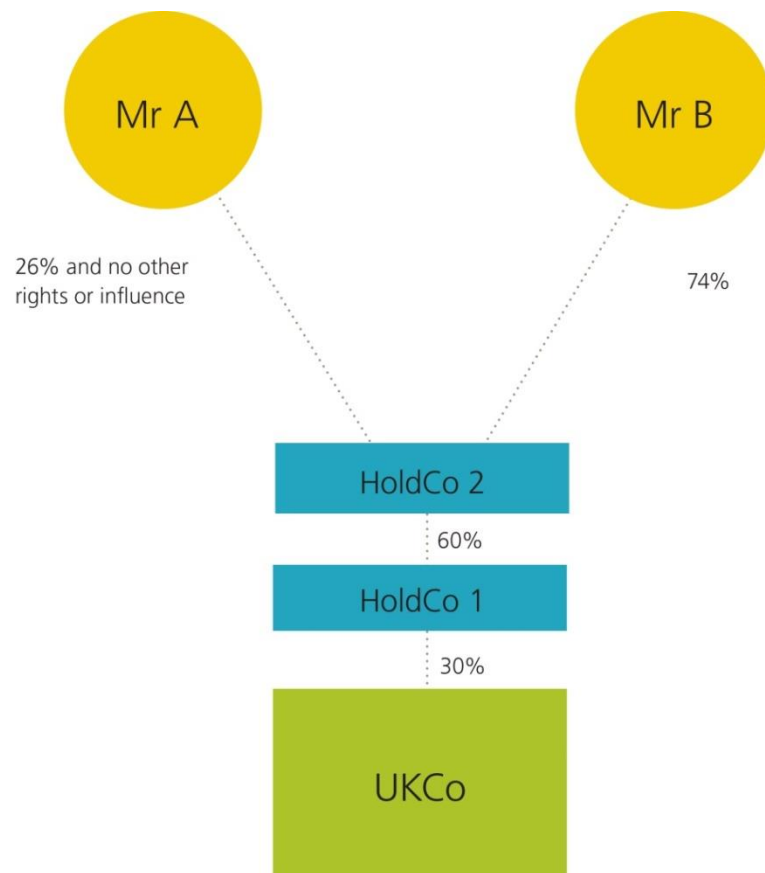 Mr A
Mr B
26% and no other
rights or influence
74%
HoldCo 2
60%
HoldCo 1
30%
UKCo